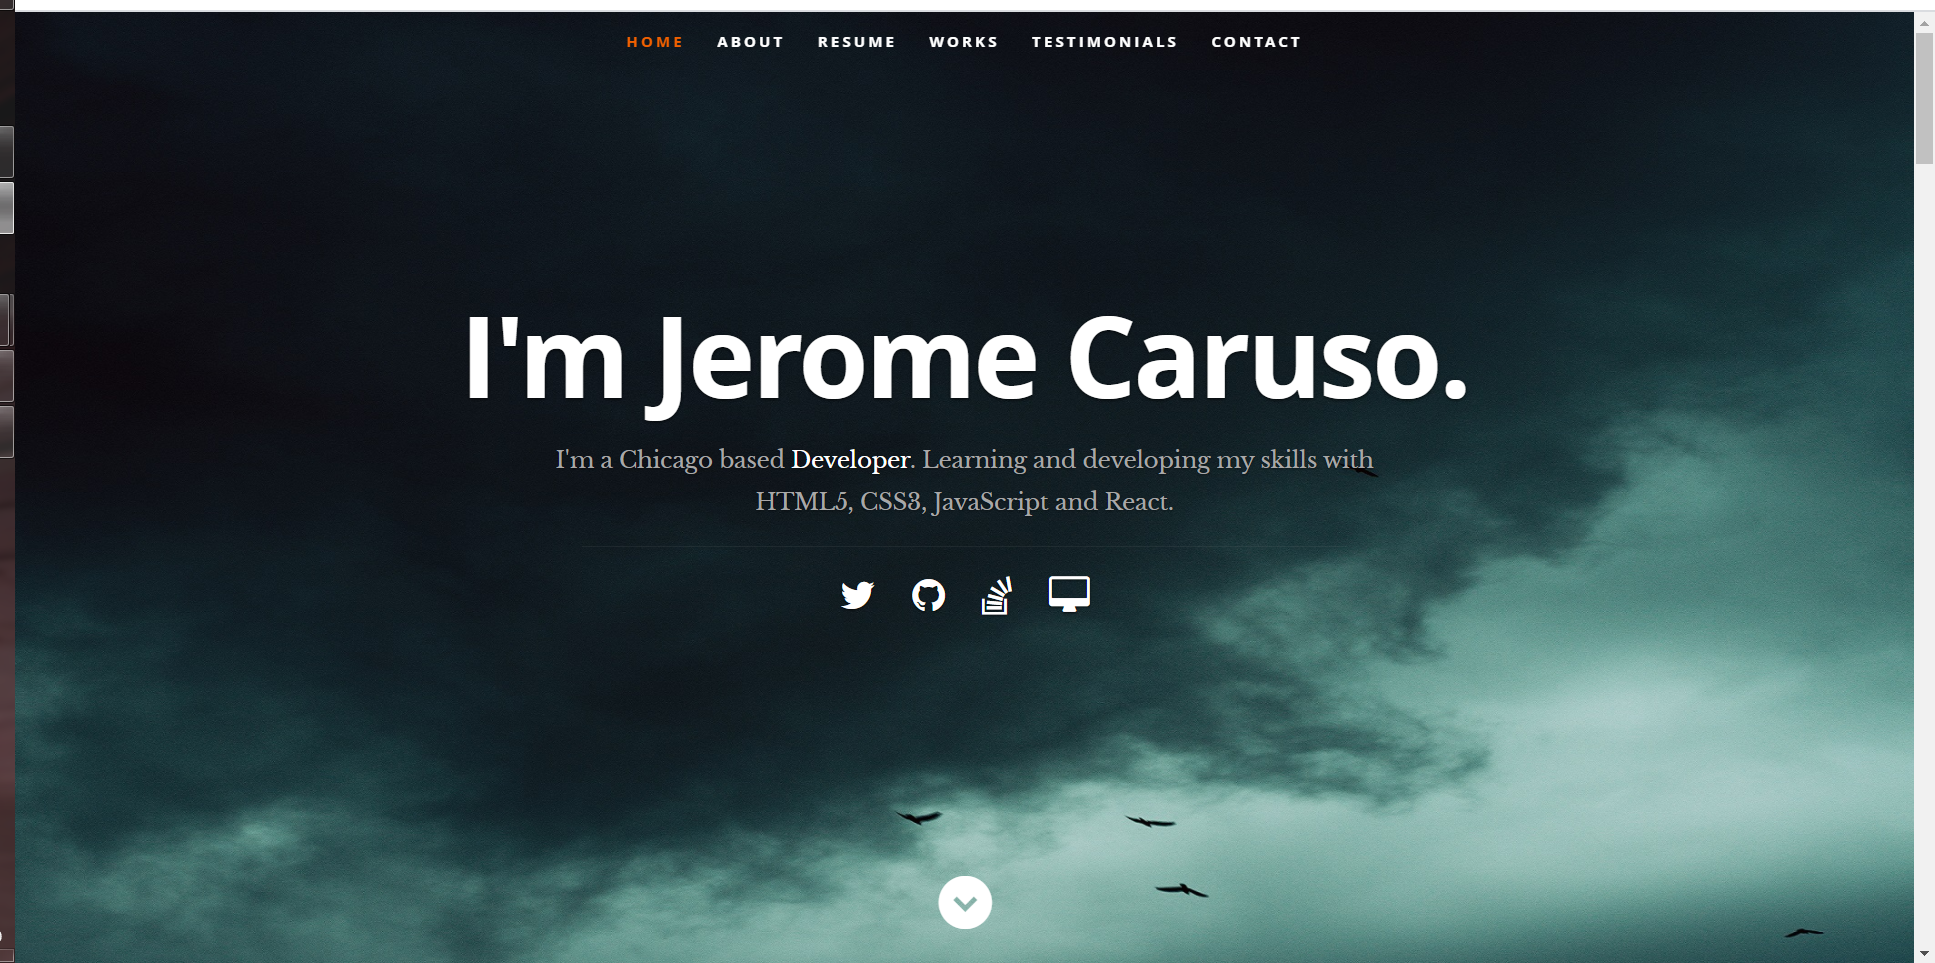 HOME ABOUT RESUME WORKS TESTIMONIALS CONTACT
I'm Jerome Caruso.
I'm a Chicago based Developer. Learning and developing my skills with
HTML5, CSS3, JavaScript and React.